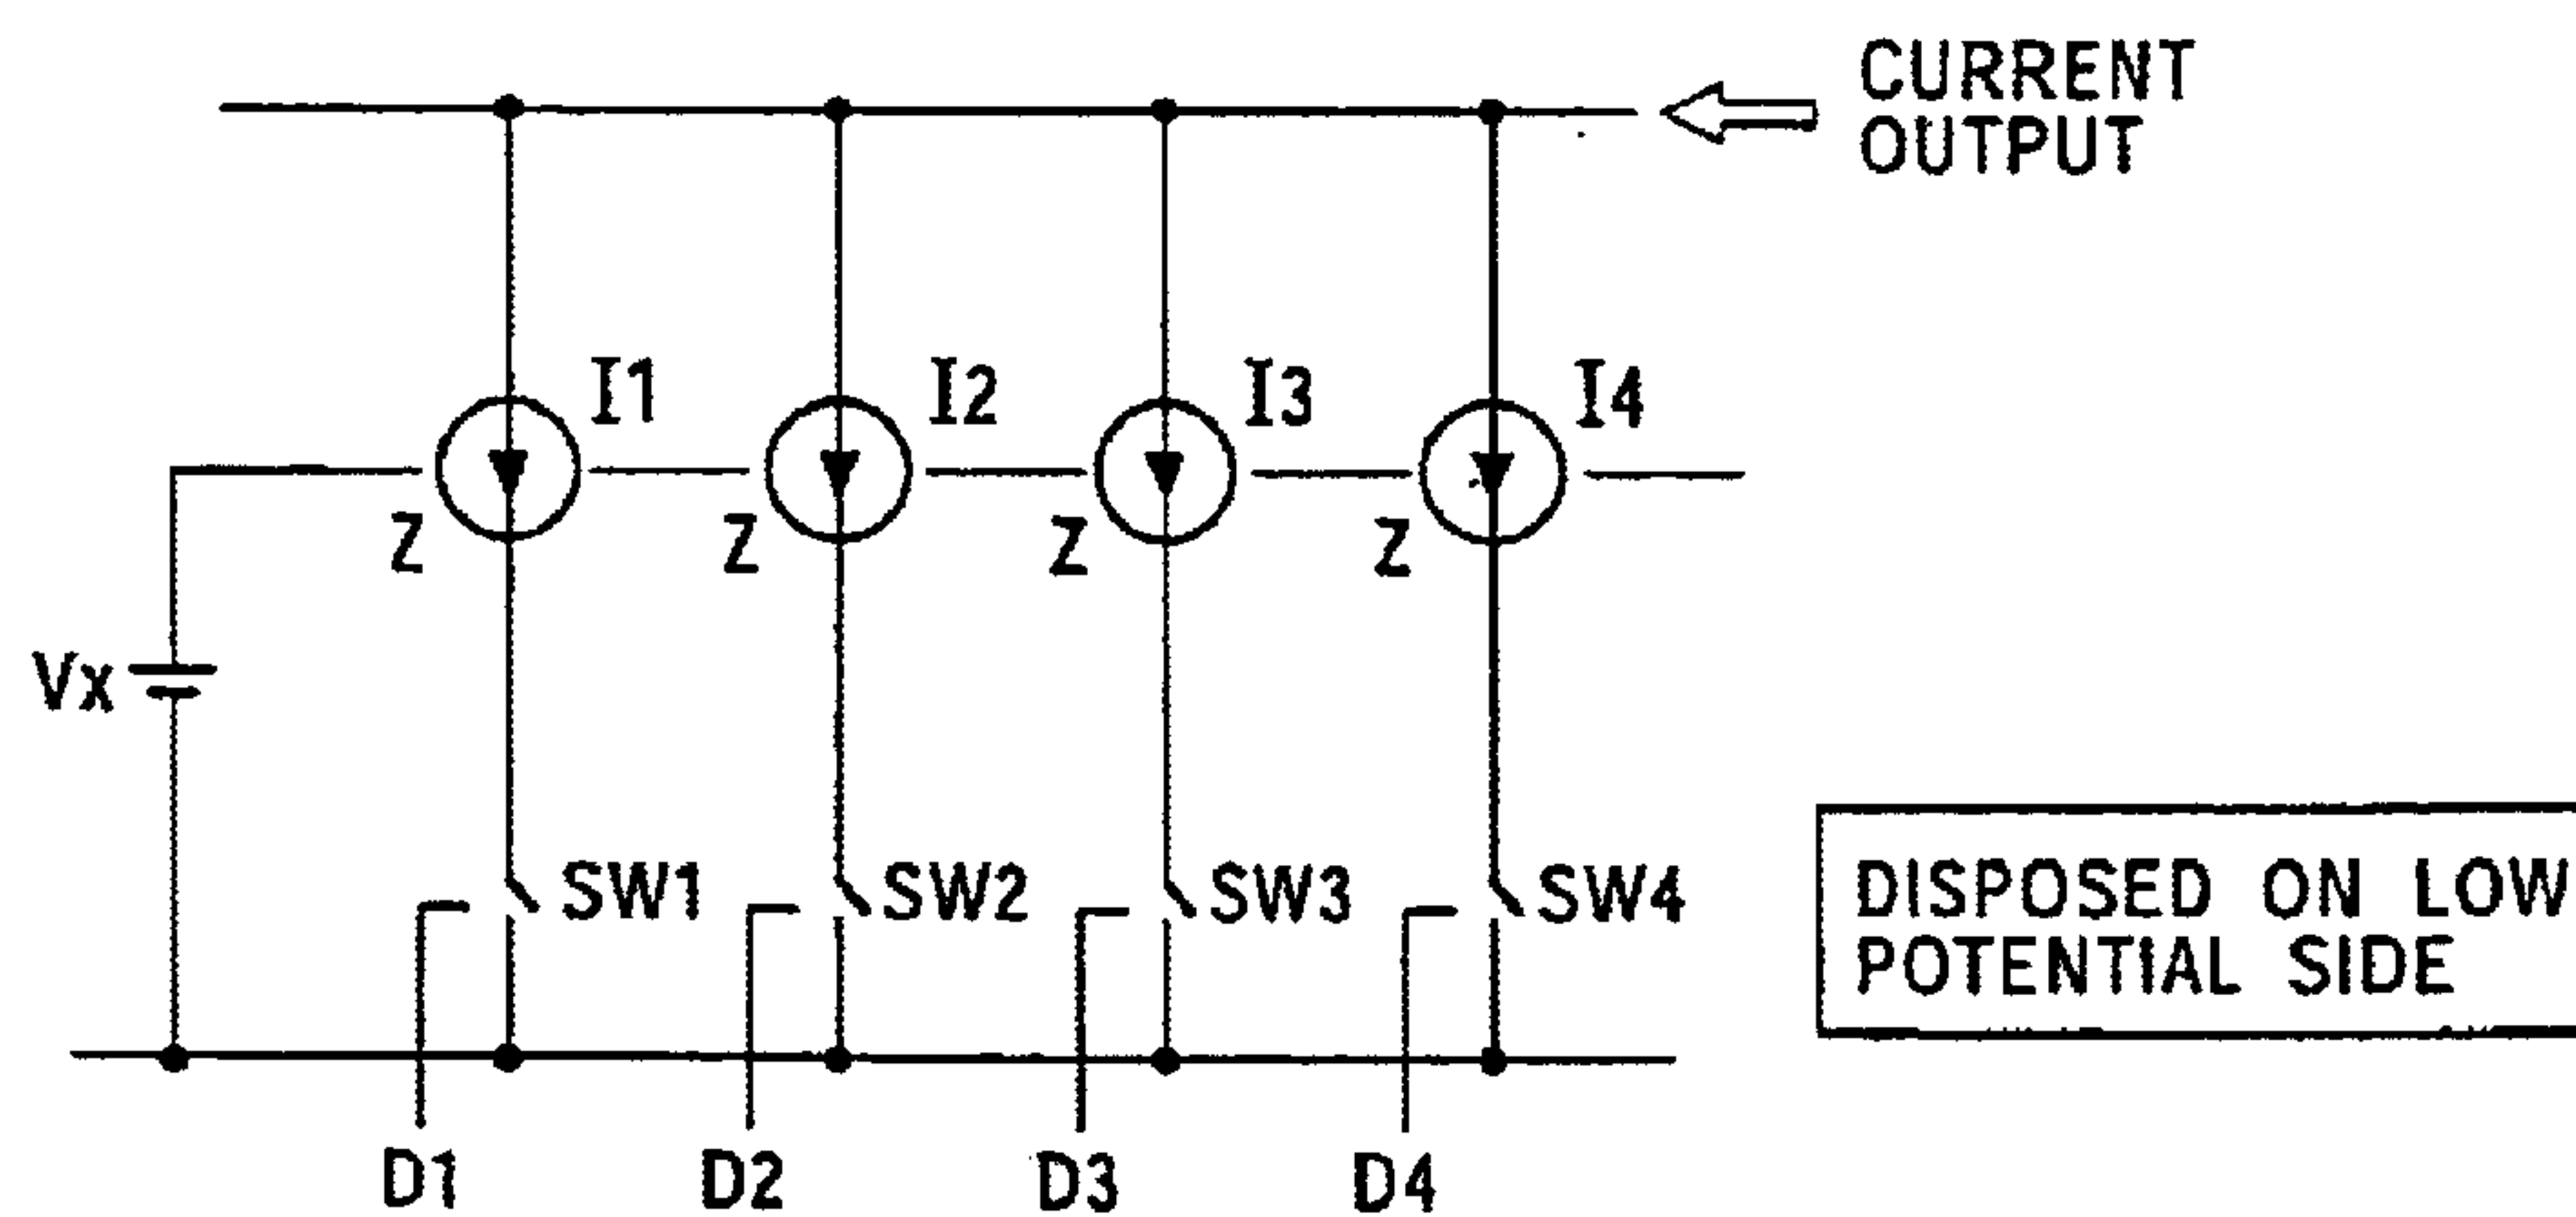 CURRENT
OUTPUT
I1 I2 I3 I4
Z Z Z Z
Vx
SW1 SW2 SW3 SW4
DISPOSED ON LOW
POTENTIAL SIDE
D1 D2 D3 D4